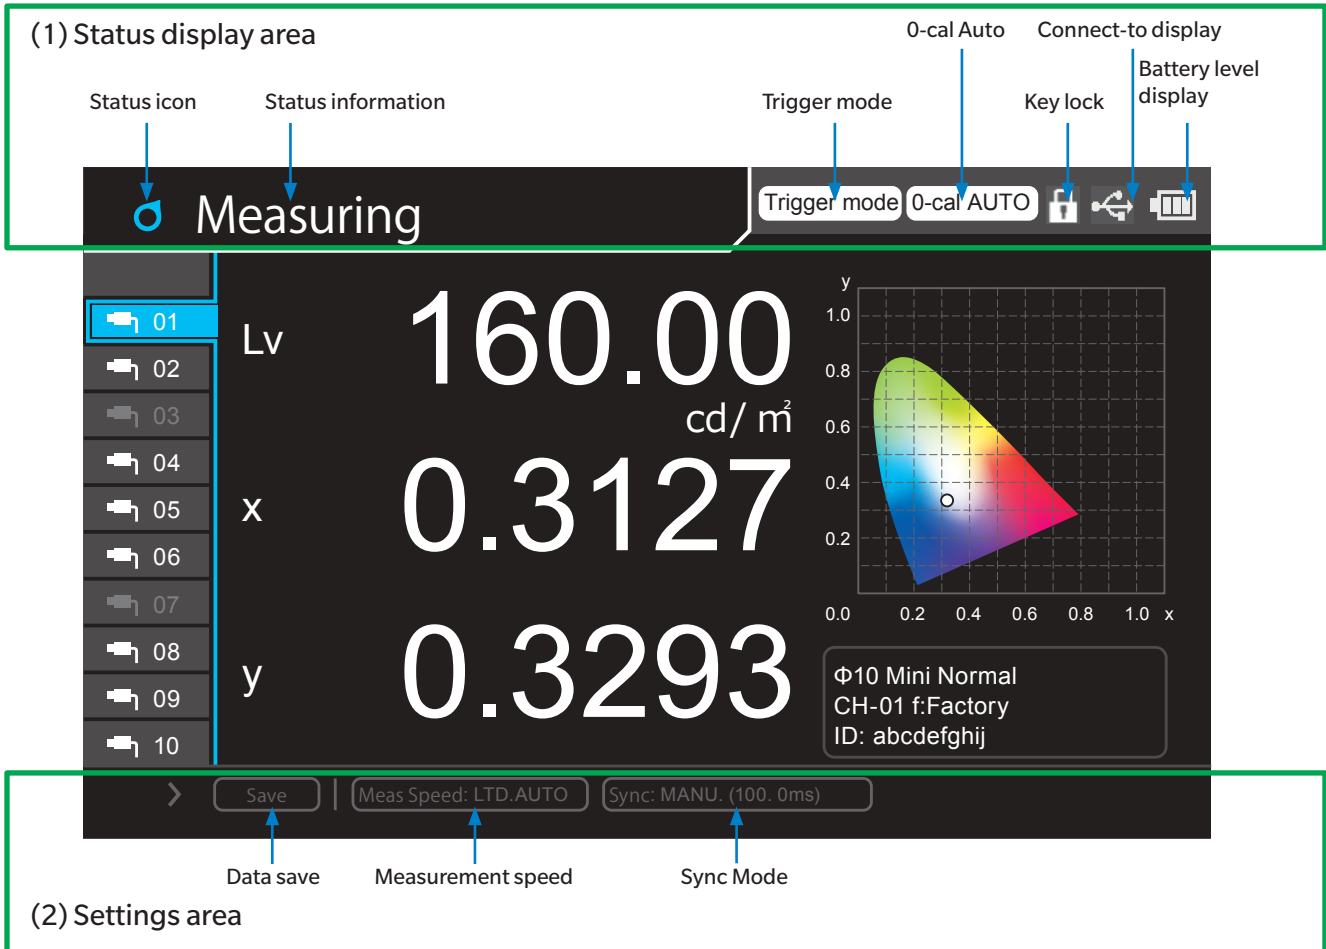 (1) Status display area
0-cal Auto
Connect-to display
Battery level
display
Status icon
Status information
Trigger mode
Key lock
Measuring
Trigger mode
0-cal AUTO
01
02
03
04
05
06
07
08
09
10
Lv
160.00
cd/ ㎡
x
0.3127
y
0.3293
y
1.0
0.8
0.6
0.4
0.2
0.0 0.2 0.4 0.6 0.8 1.0 x
Φ10 Mini Normal
CH-01 f:Factory
ID: abcdefghij
Save
Meas Speed: LTD.AUTO
Sync: MANU. (100. 0ms)
Data save
Measurement speed
Sync Mode
(2) Settings area